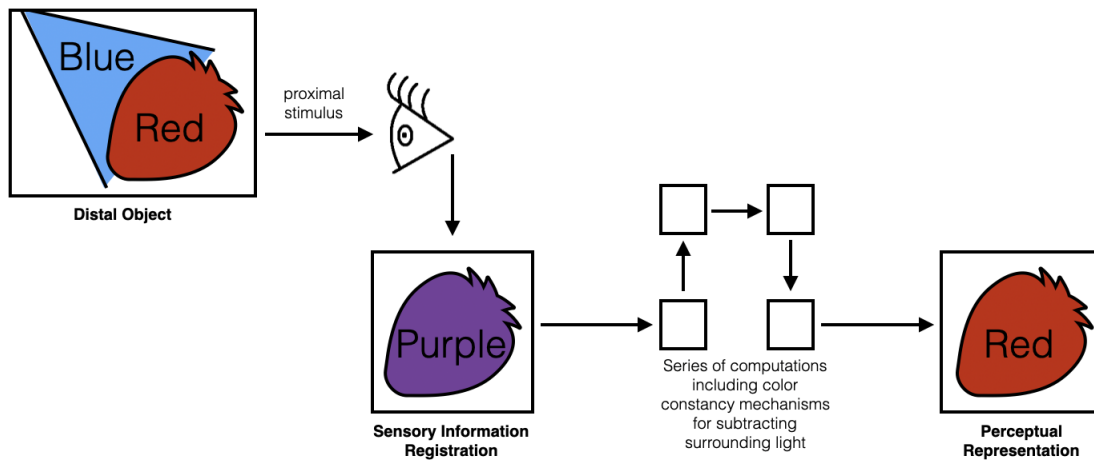 Blue
Red
Distal Object
proximal
stimulus
Purple
Sensory Information
Registration
Series of computations
including color
constancy mechanisms
for subtracting
surrounding light
Red
Perceptual
Representation